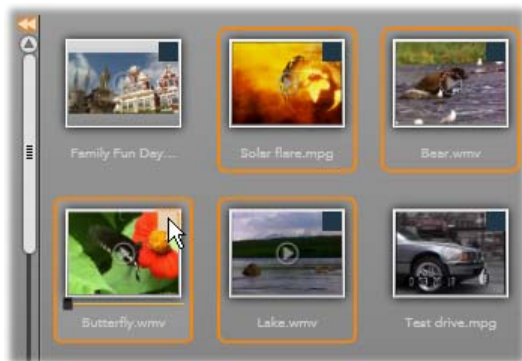 Family Fun Day...
Solar flare.mpg
Bear.wmv
Butterfly.wmv
Lake.wmv
Test drive.mpg